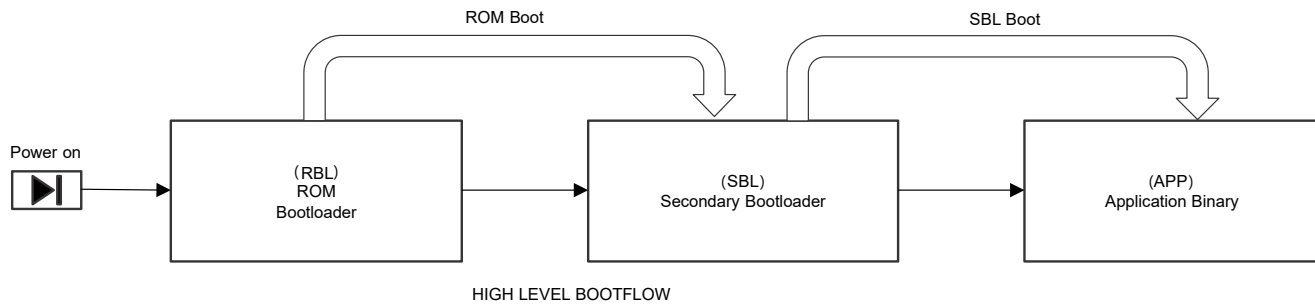 ROM Boot
SBL Boot
Power on
(RBL)
ROM
Bootloader
(SBL)
Secondary Bootloader
(APP)
Application Binary
HIGH LEVEL BOOTFLOW